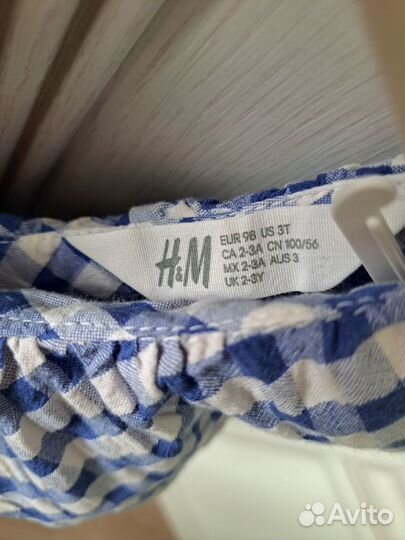 H&M
EUR 98 US 3T
CA 2-3A CN 100/56
MX 2-3A AUS 3
UK 2-3Y
Avito